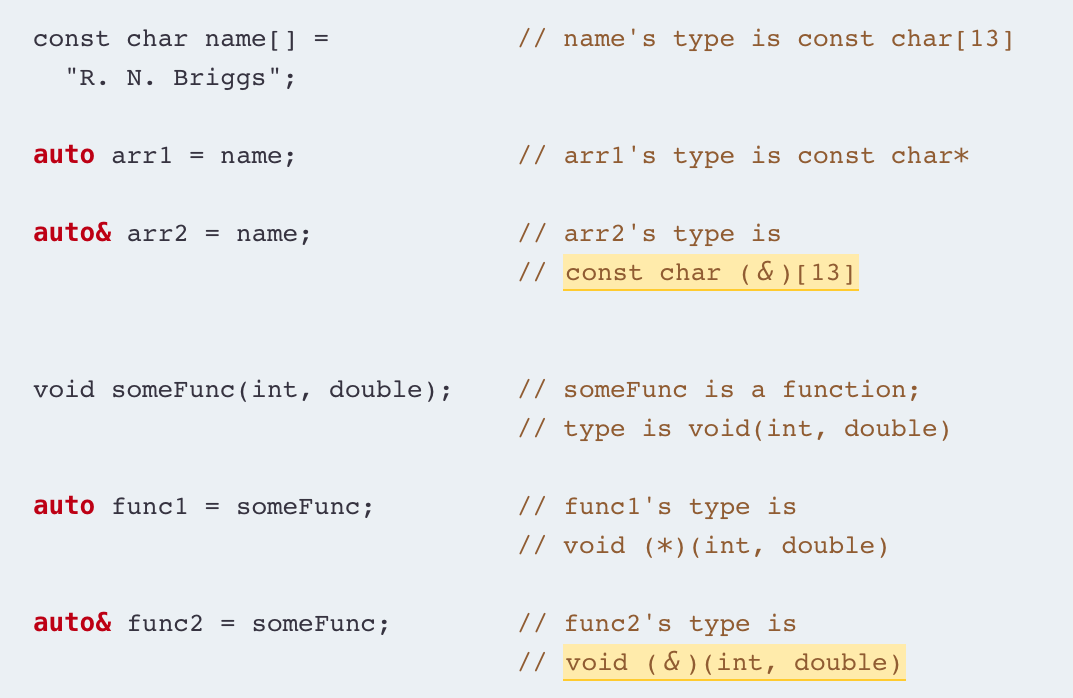 const char name[] =                // name's type is const char[13]
  "R. N. Briggs";
auto arr1 = name;                  // arr1's type is const char*
auto& arr2 = name;                 // arr2's type is
                                   // const char (&)[13]
void someFunc(int, double);        // someFunc is a function;
                                   // type is void(int, double)
auto func1 = someFunc;             // func1's type is
                                   // void (*)(int, double)
auto& func2 = someFunc;            // func2's type is
                                   // void (&)(int, double)